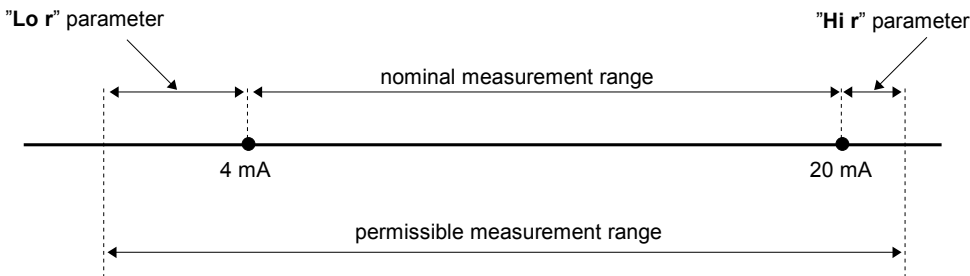 "Lo r" parameter
"Hi r" parameter
nominal measurement range
4 mA
20 mA
permissible measurement range